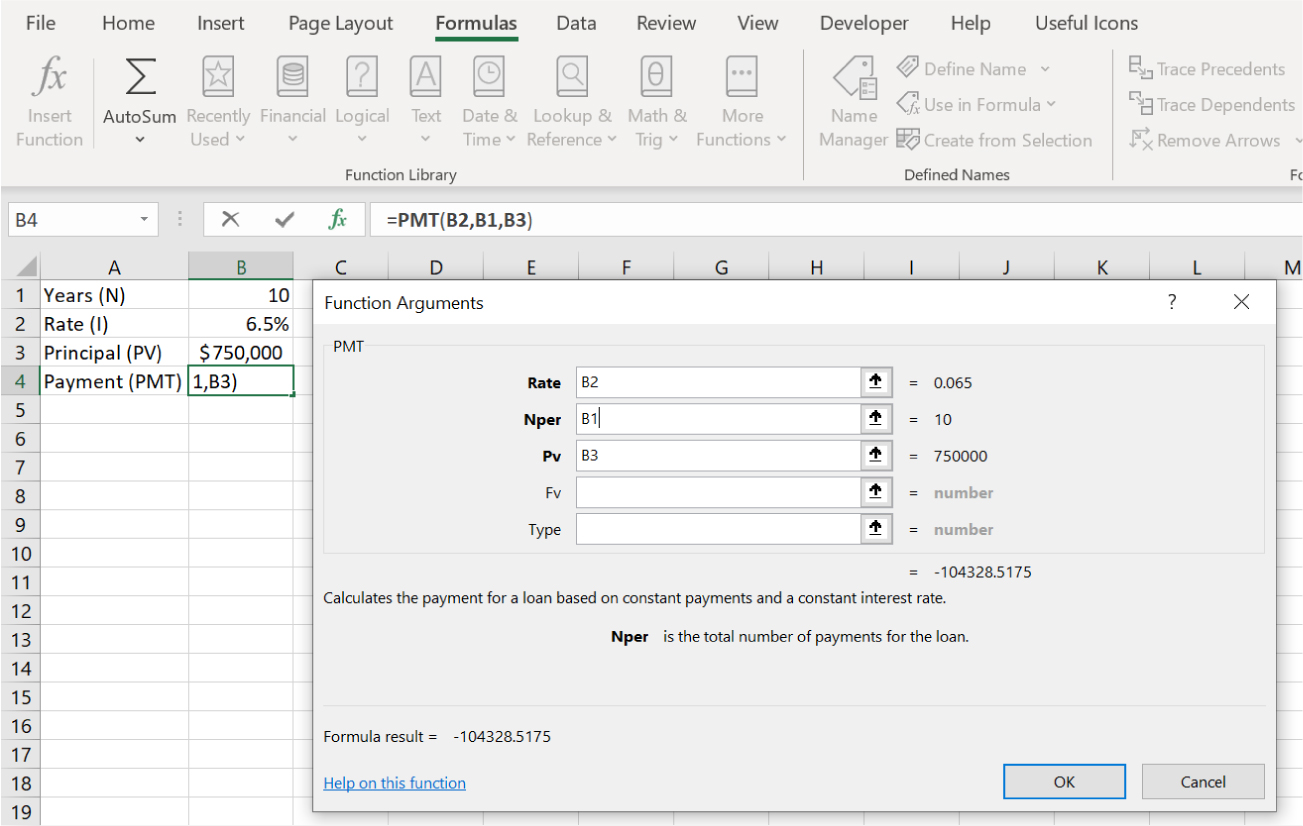 File Home Insert Page Layout Formulas Data Review View Developer Help Useful Icons
fx Σ ? A θ
Insert Function
AutoSum
Recently Used
Financial
Logical
Text
Date & Time
Lookup & Reference
Math & Trig
More Functions
Function Library
Name Manager
Define Name
Use in Formula
Create from Selection
Defined Names
Trace Precedents
Trace Dependents
Remove Arrows
Fo
B4 fx =PMT(B2,B1,B3)
A B C D E F G H I J K L M
1 Years (N) 10
2 Rate (I) 6.5%
3 Principal (PV) $750,000
4 Payment (PMT) 1,B3)
5
6
7
8
9
10
11
12
13
14
15
16
17
18
19
Function Arguments ?
PMT
Rate B2 = 0.065
Nper B1 = 10
Pv B3 = 750000
Fv = number
Type = number
= -104328.5175
Calculates the payment for a loan based on constant payments and a constant interest rate.
Nper is the total number of payments for the loan.
Formula result = -104328.5175
Help on this function
OK Cancel